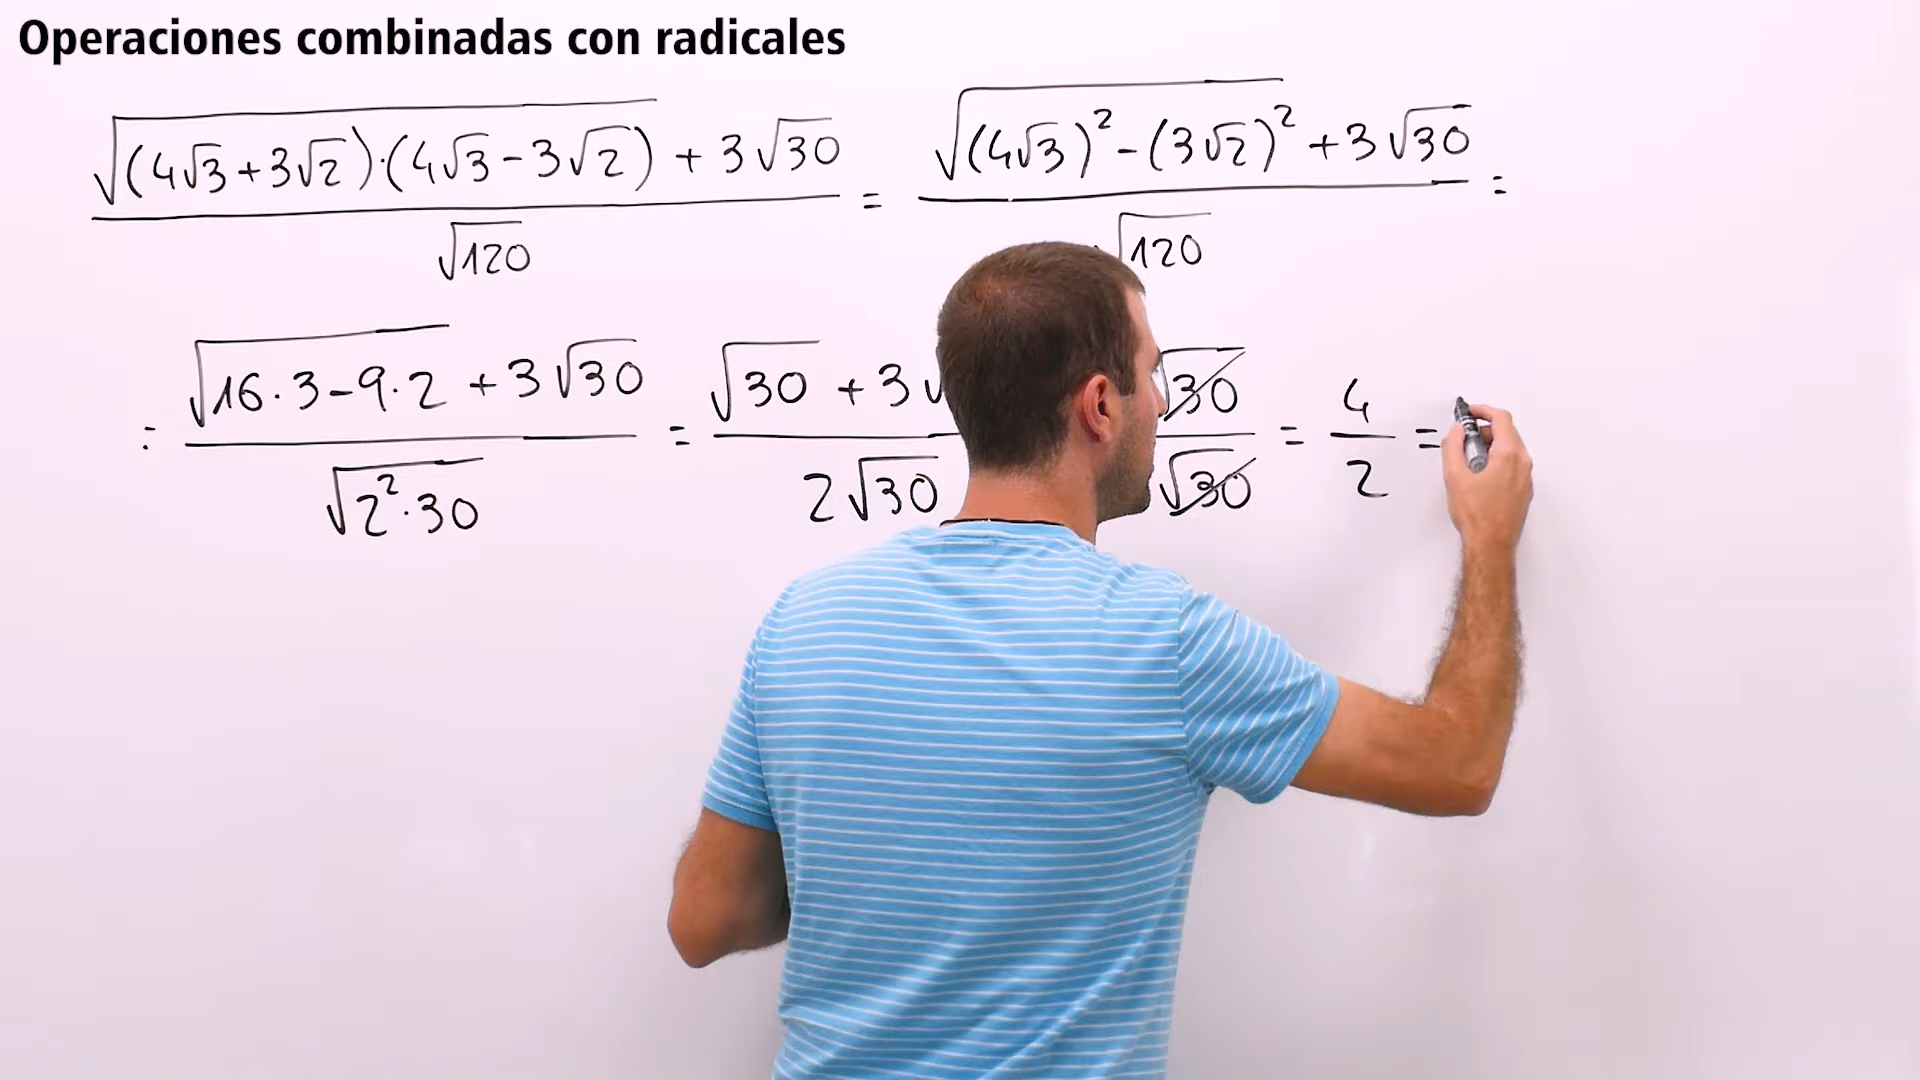 Operaciones combinadas con radicales
√((4√3+3√2)·(4√3-3√2)) + 3√30 / √120 = √((4√3)²-(3√2)²) + 3√30 / √120 =
= √(16·3-9·2) + 3√30 / √(2²·30) = √30 + 3√ / 2√30 √30 / √30 = 4 / 2 =